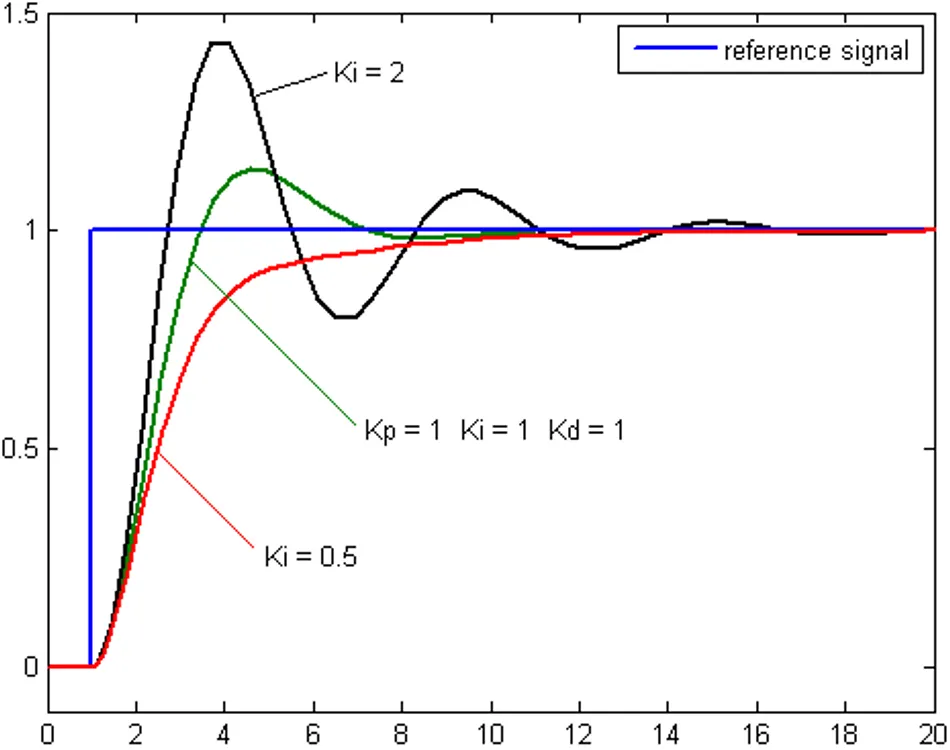 1.5
reference signal
Ki = 2
1
Kp = 1 Ki = 1 Kd = 1
0.5
Ki = 0.5
0
0 2 4 6 8 10 12 14 16 18 20